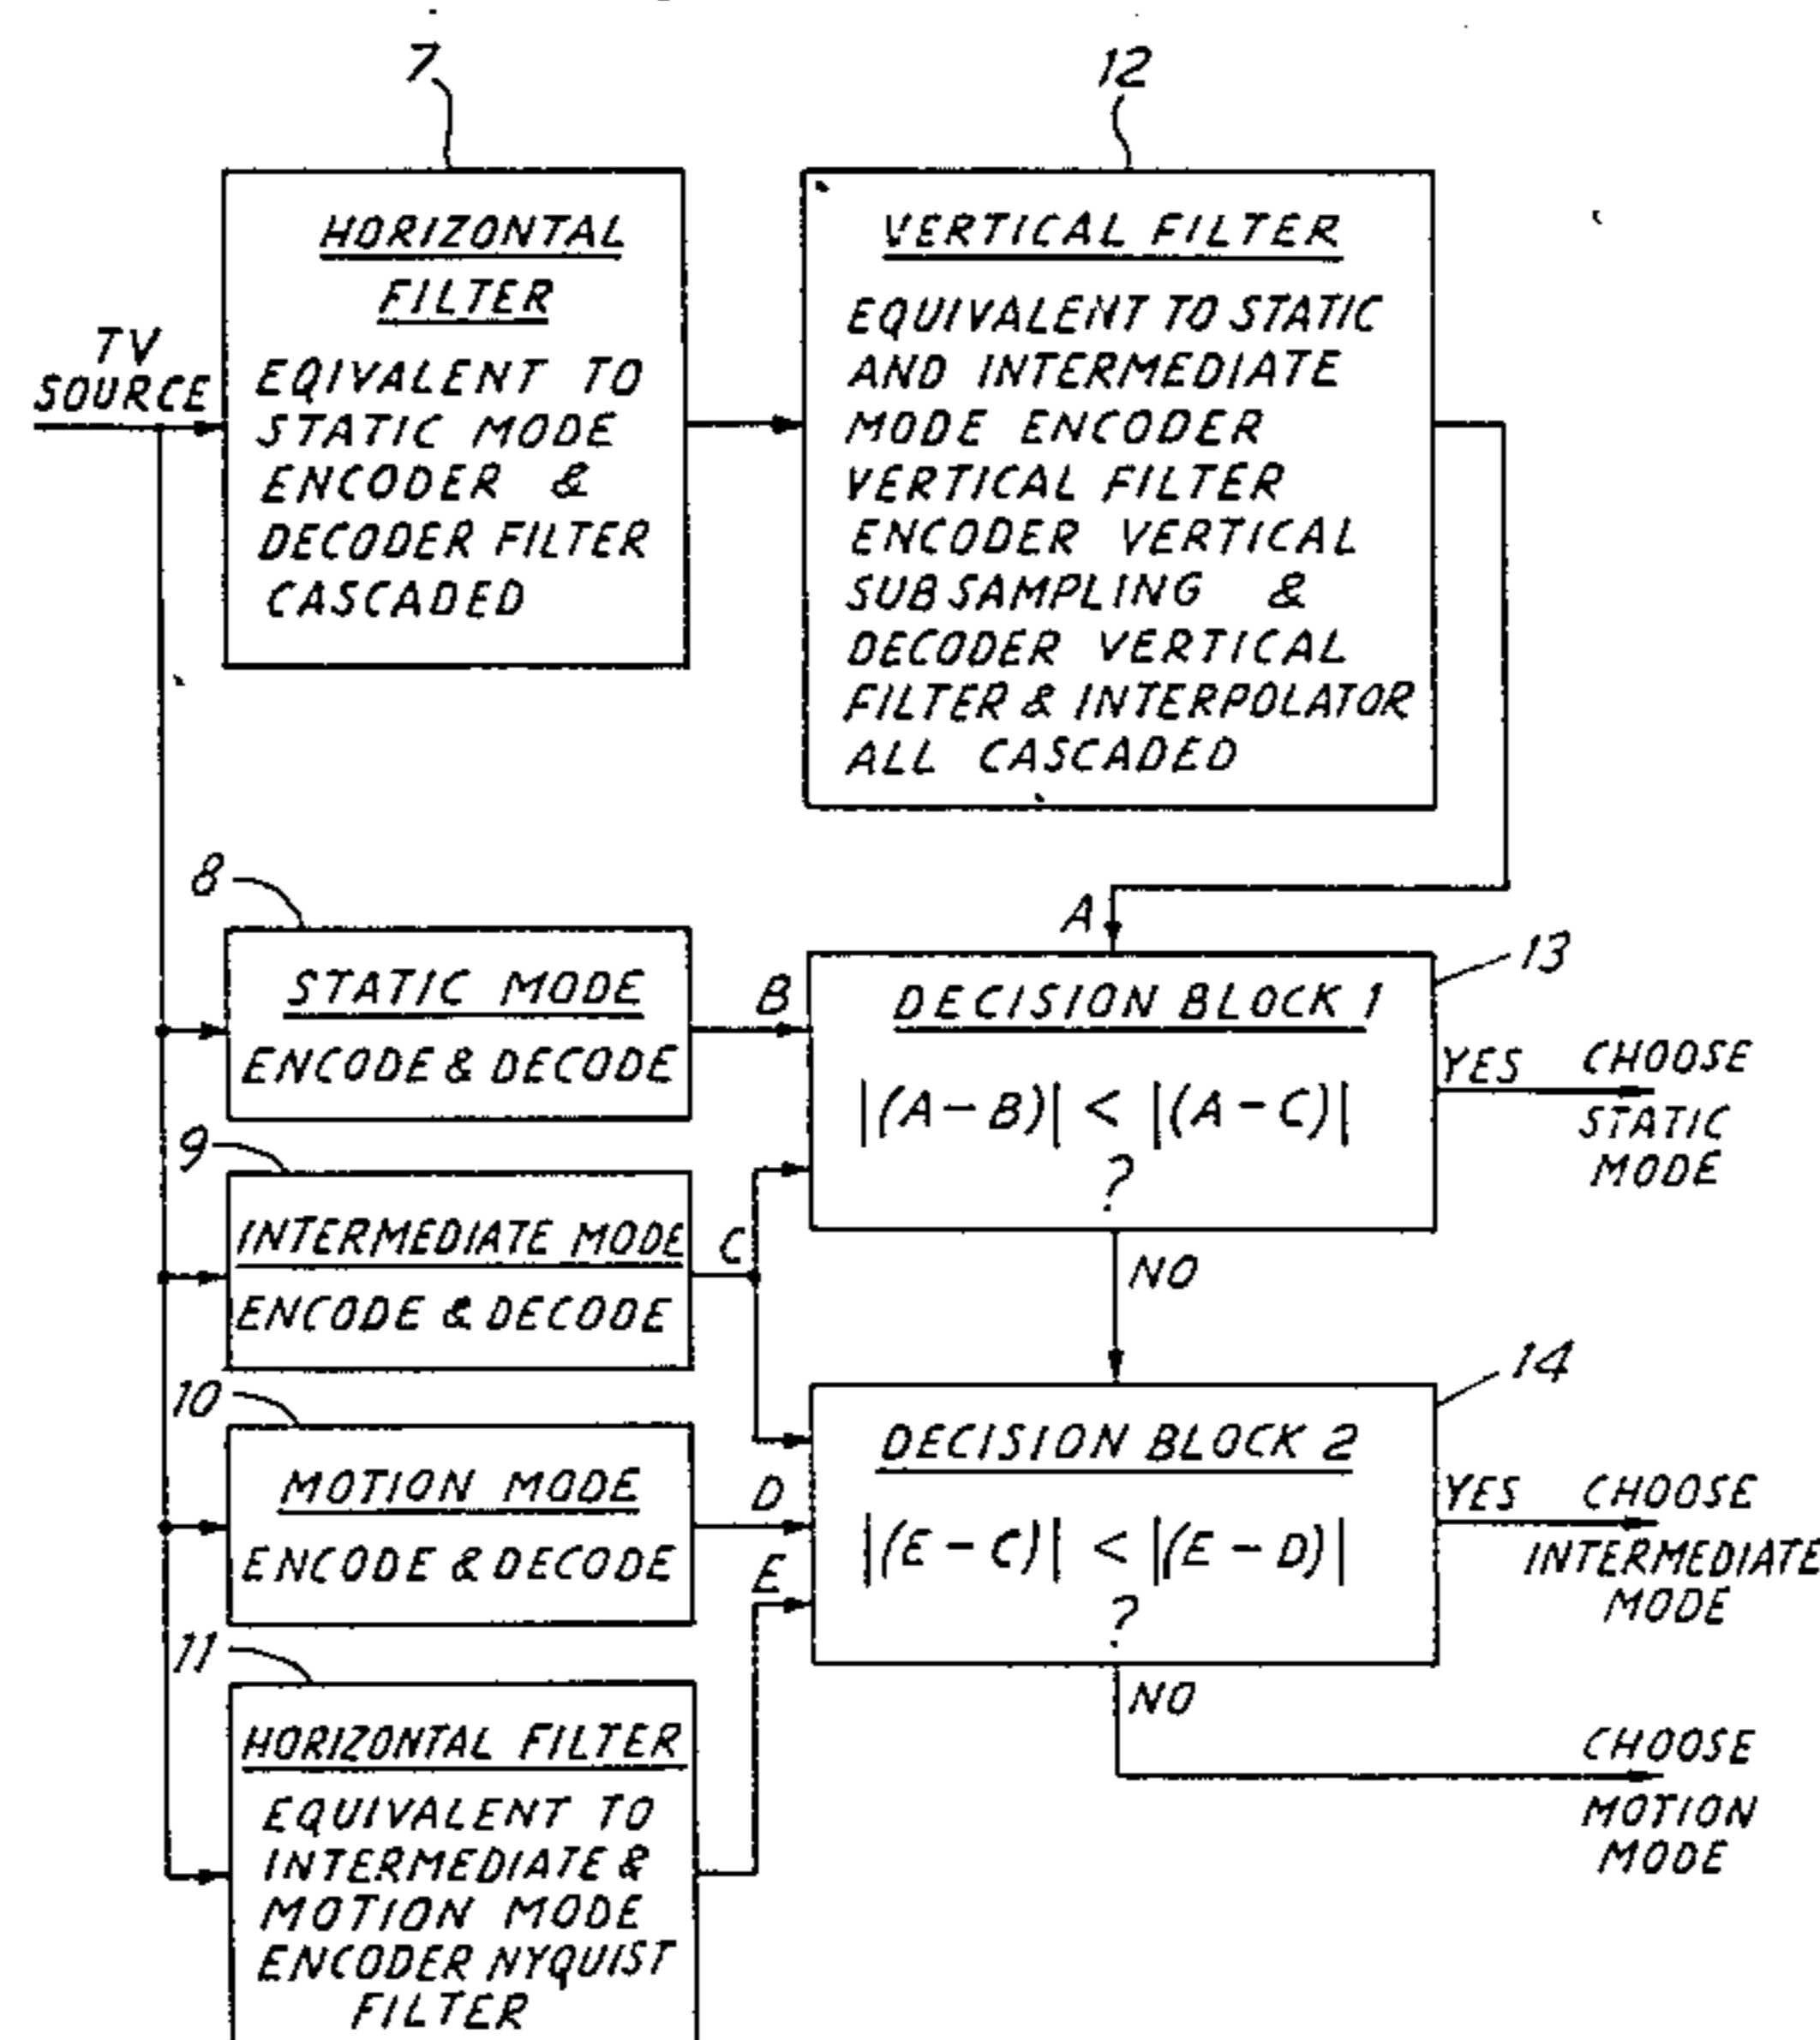 7
12
TV
SOURCE
HORIZONTAL
FILTER
EQIVALENT TO
STATIC MODE
ENCODER &
DECODER FILTER
CASCADED
VERTICAL FILTER
EQUIVALENT TO STATIC
AND INTERMEDIATE
MODE ENCODER
VERTICAL FILTER
ENCODER VERTICAL
SUBSAMPLING &
DECODER VERTICAL
FILTER & INTERPOLATOR
ALL CASCADED
8
STATIC MODE
ENCODE & DECODE
B
A
13
DECISION BLOCK 1
|(A-B)| < |(A-C)|
?
YES
CHOOSE
STATIC
MODE
9
INTERMEDIATE MODE
ENCODE & DECODE
C
NO
10
MOTION MODE
ENCODE & DECODE
D
E
14
DECISION BLOCK 2
|(E-C)| < |(E-D)|
?
YES
CHOOSE
INTERMEDIATE
MODE
NO
CHOOSE
MOTION
MODE
11
HORIZONTAL FILTER
EQUIVALENT TO
INTERMEDIATE &
MOTION MODE
ENCODER NYQUIST
FILTER